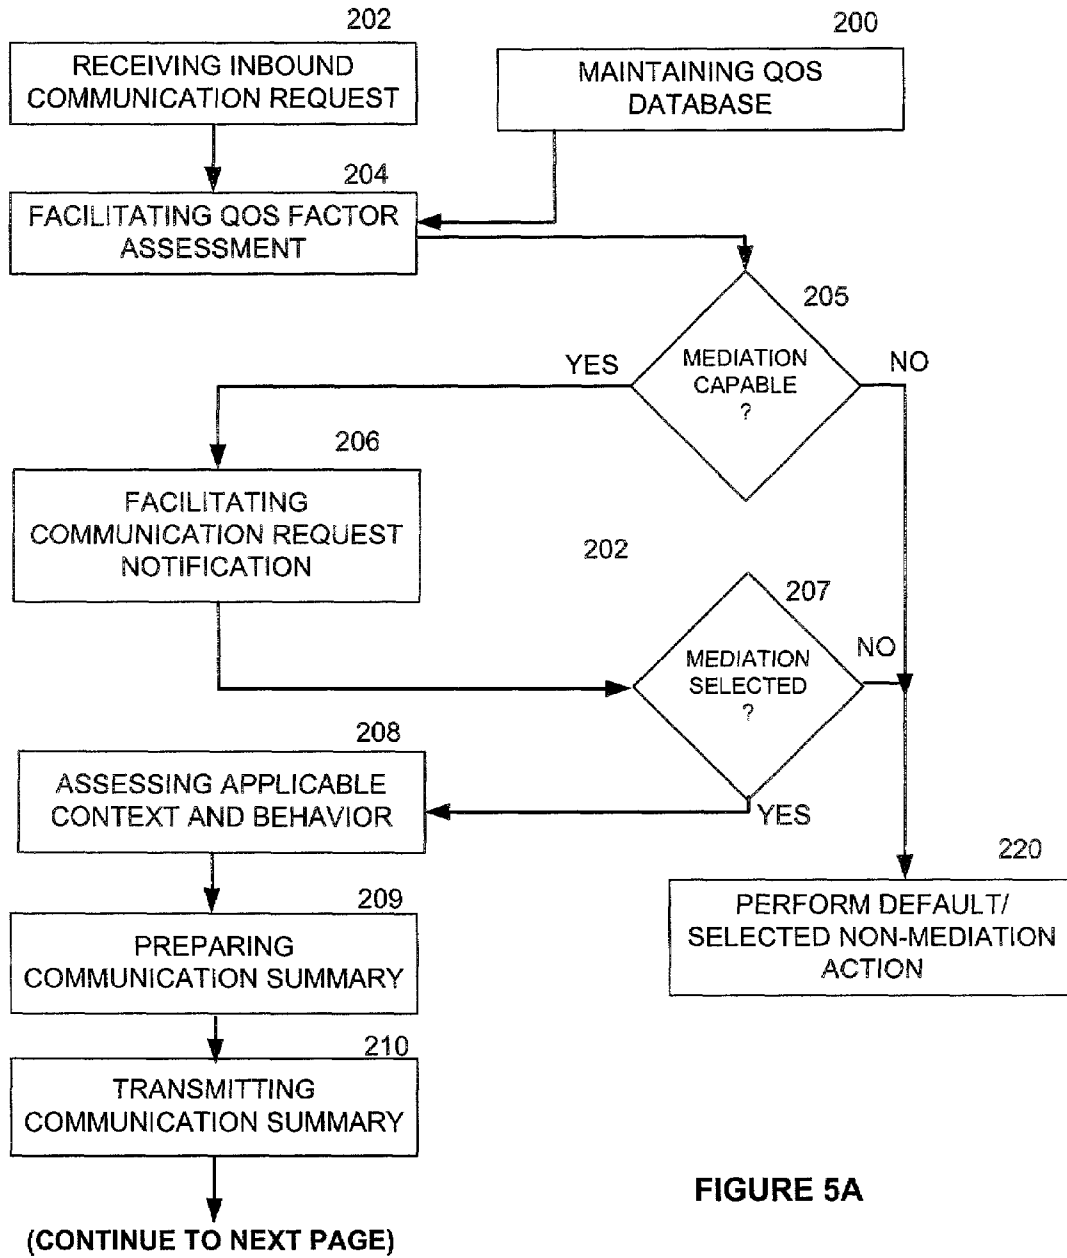 202
RECEIVING INBOUND
COMMUNICATION REQUEST
200
MAINTAINING QOS
DATABASE
204
FACILITATING QOS FACTOR
ASSESSMENT
205
MEDIATION
CAPABLE
?
YES
NO
206
FACILITATING
COMMUNICATION REQUEST
NOTIFICATION
202
207
MEDIATION
SELECTED
?
NO
YES
208
ASSESSING APPLICABLE
CONTEXT AND BEHAVIOR
220
PERFORM DEFAULT/
SELECTED NON-MEDIATION
ACTION
209
PREPARING
COMMUNICATION SUMMARY
210
TRANSMITTING
COMMUNICATION SUMMARY
FIGURE 5A
(CONTINUE TO NEXT PAGE)